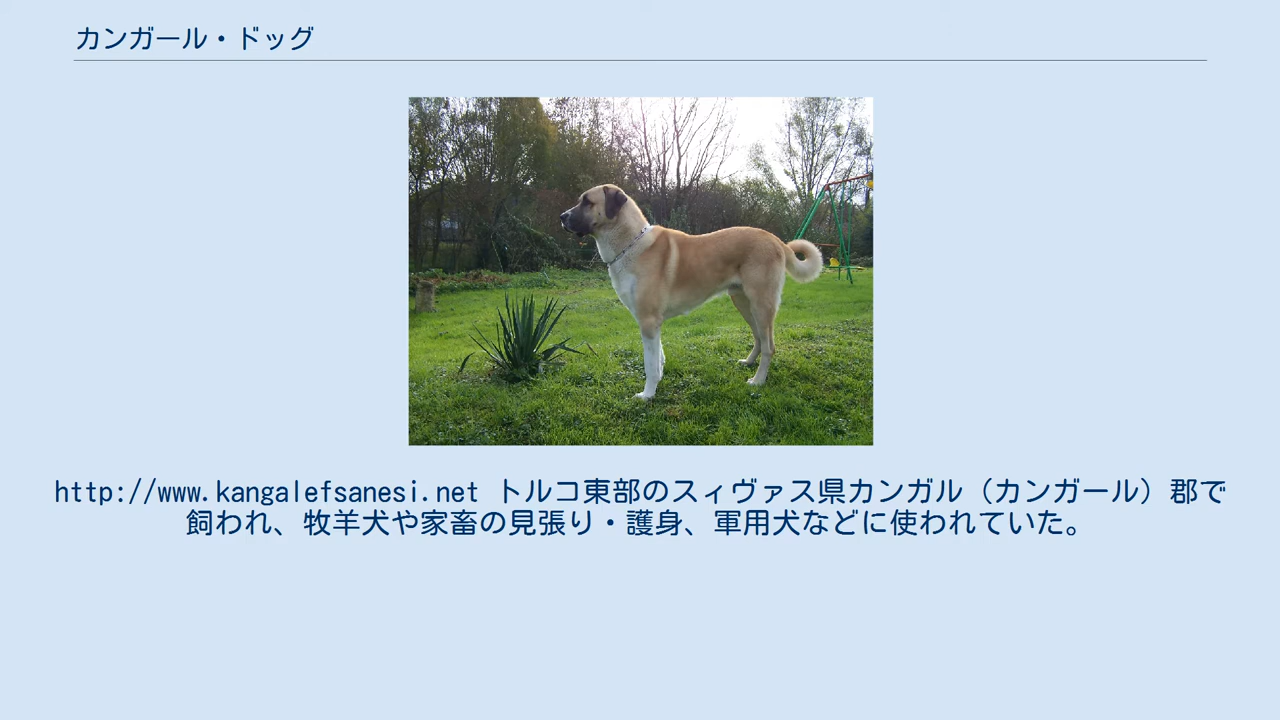 カンガール・ドッグ
http://www.kangalefsanesi.net トルコ東部のスィヴァス県カンガル（カンガール）郡で
飼われ、牧羊犬や家畜の見張り・護身、軍用犬などに使われていた。